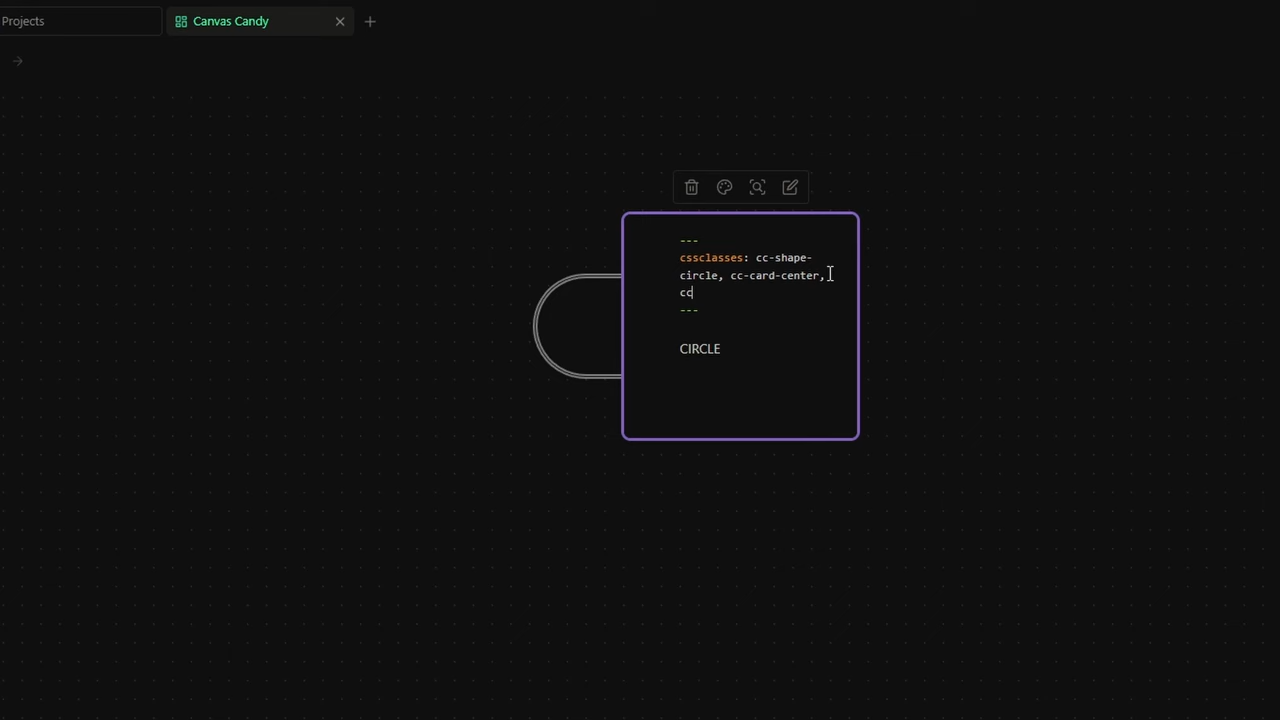 Projects
Canvas Candy
---
cssclasses: cc-shape-
circle, cc-card-center,
cc
---
CIRCLE